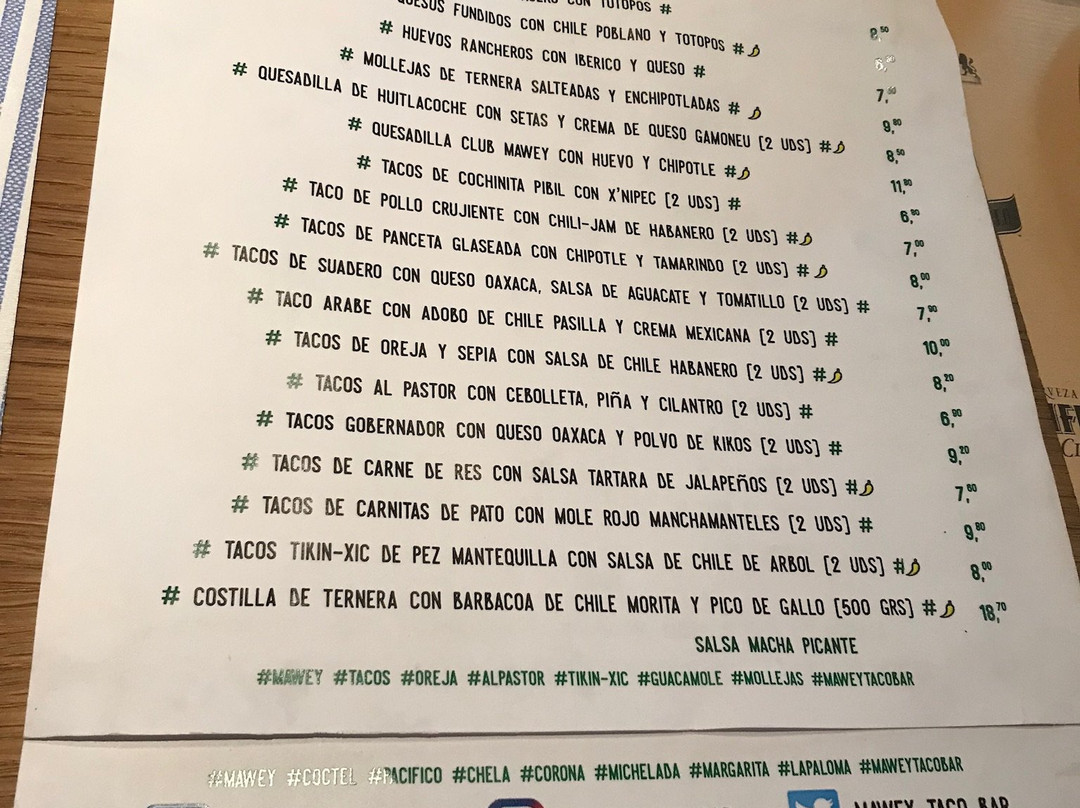 CON TOTOPOS # 8,50
QUESOS FUNDIDOS CON CHILE POBLANO Y TOTOPOS #
# HUEVOS RANCHEROS CON IBERICO Y QUESO #
# MOLLEJAS DE TERNERA SALTEADAS Y ENCHIPOTLADAS # 9,80
# QUESADILLA DE HUITLACOCHE CON SETAS Y CREMA DE QUESO GAMONEU [2 UDS] # 8,50
# QUESADILLA CLUB MAWEY CON HUEVO Y CHIPOTLE # 11,80
# TACOS DE COCHINITA PIBIL CON X'NIPEC [2 UDS] # 6,80
# TACO DE POLLO CRUJIENTE CON CHILI-JAM DE HABANERO [2 UDS] # 7,00
# TACOS DE PANCETA GLASEADA CON CHIPOTLE Y TAMARINDO [2 UDS] # 8,00
# TACOS DE SUADERO CON QUESO OAXACA, SALSA DE AGUACATE Y TOMATILLO [2 UDS] # 7,90
# TACO ARABE CON ADOBO DE CHILE PASILLA Y CREMA MEXICANA [2 UDS] # 10,00
# TACOS DE OREJA Y SEPIA CON SALSA DE CHILE HABANERO [2 UDS] # 8,20
# TACOS AL PASTOR CON CEBOLLETA, PIÑA Y CILANTRO [2 UDS] # 6,90
# TACOS GOBERNADOR CON QUESO OAXACA Y POLVO DE KIKOS [2 UDS] # 9,20
# TACOS DE CARNE DE RES CON SALSA TARTARA DE JALAPEÑOS [2 UDS] # 7,60
# TACOS DE CARNITAS DE PATO CON MOLE ROJO MANCHAMANTELES [2 UDS] # 9,80
# TACOS TIKIN-XIC DE PEZ MANTEQUILLA CON SALSA DE CHILE DE ARBOL [2 UDS] # 8,00
# COSTILLA DE TERNERA CON BARBACOA DE CHILE MORITA Y PICO DE GALLO [500 GRS] # 18,70
SALSA MACHA PICANTE
#MAWEY #TACOS #OREJA #ALPASTOR #TIKIN-XIC #GUACAMOLE #MOLLEJAS #MAWEYTACOBAR
#MAWEY #COCTEL #PACIFICO #CHELA #CORONA #MICHELADA #MARGARITA #LAPALOMA #MAWEYTACOBAR
MAWEY TACO BAR